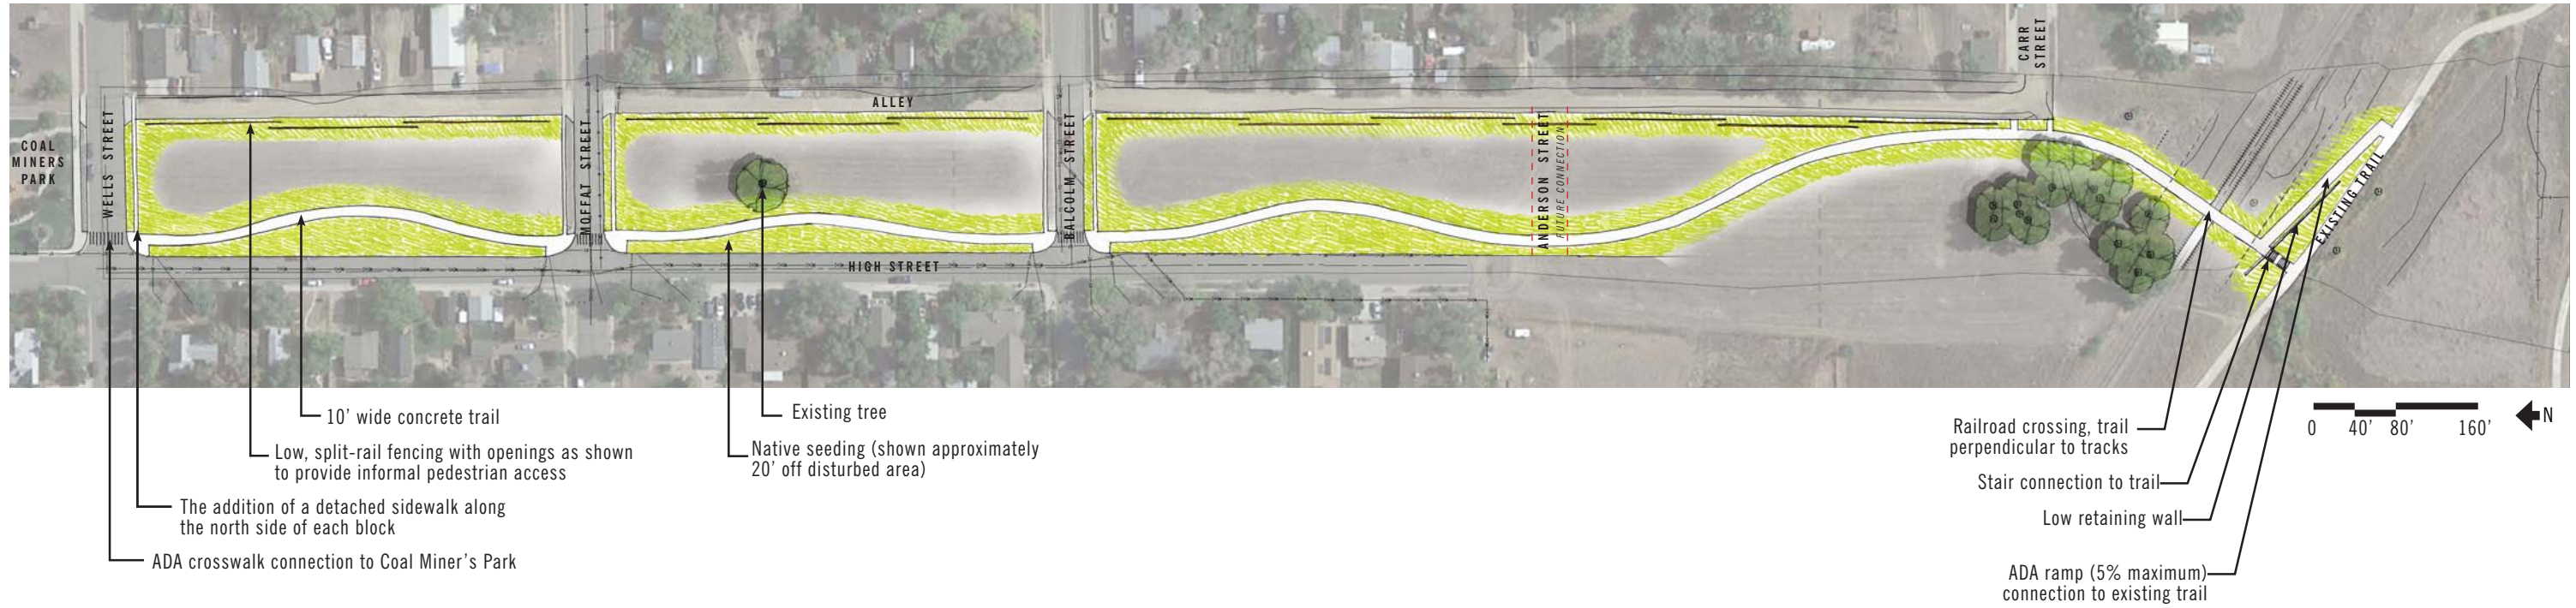 COAL
MINERS
PARK
WELLS STREET
MOFFAT STREET
ALLEY
BALCOLM STREET
ANDERSON STREET
FUTURE CONNECTION
CARR
STREET
EXISTING TRAIL
HIGH STREET
10' wide concrete trail
Low, split-rail fencing with openings as shown
to provide informal pedestrian access
The addition of a detached sidewalk along
the north side of each block
ADA crosswalk connection to Coal Miner's Park
Existing tree
Native seeding (shown approximately
20' off disturbed area)
Railroad crossing, trail
perpendicular to tracks
Stair connection to trail
Low retaining wall
ADA ramp (5% maximum)
connection to existing trail
0 40' 80' 160'
N